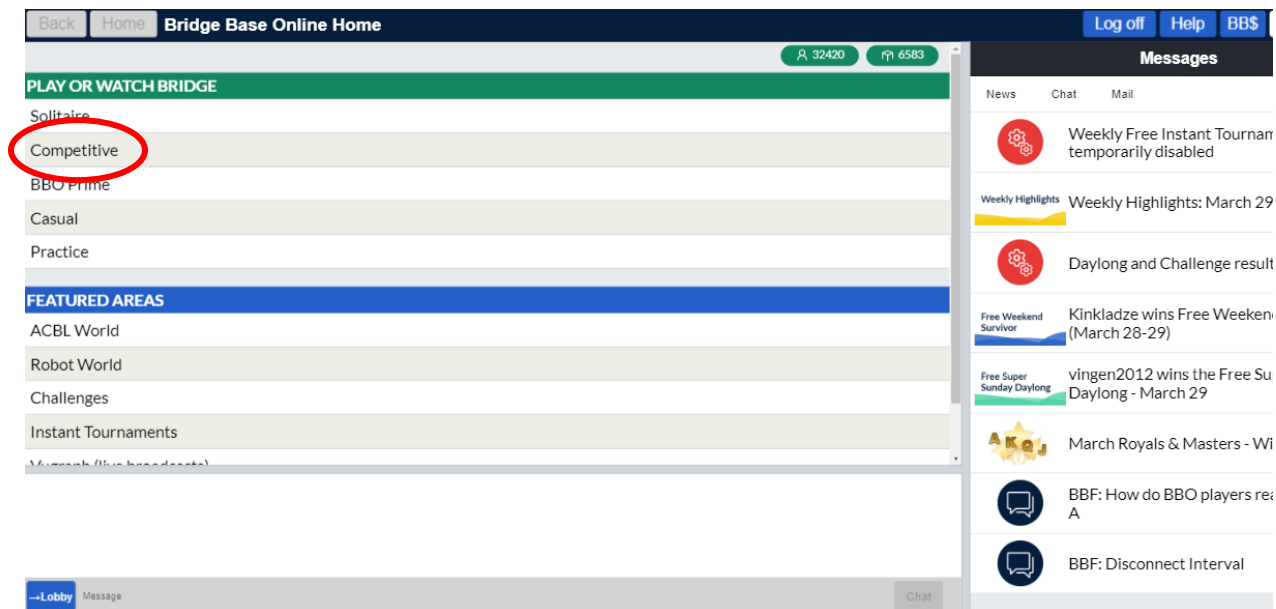 Back Home Bridge Base Online Home Log off Help BB$
32420 6583
PLAY OR WATCH BRIDGE
Solitaire
Competitive
BBO Prime
Casual
Practice
FEATURED AREAS
ACBL World
Robot World
Challenges
Instant Tournaments
Vugraph (live broadcasts)
→Lobby Message Chat
Messages
News Chat Mail
Weekly Free Instant Tournam
temporarily disabled
Weekly Highlights Weekly Highlights: March 29
Daylong and Challenge result
Free Weekend
Survivor
Kinkladze wins Free Weeken
(March 28-29)
Free Super
Sunday Daylong
vingen2012 wins the Free Su
Daylong - March 29
A K Q J
March Royals & Masters - Wi
BBF: How do BBO players rea
A
BBF: Disconnect Interval